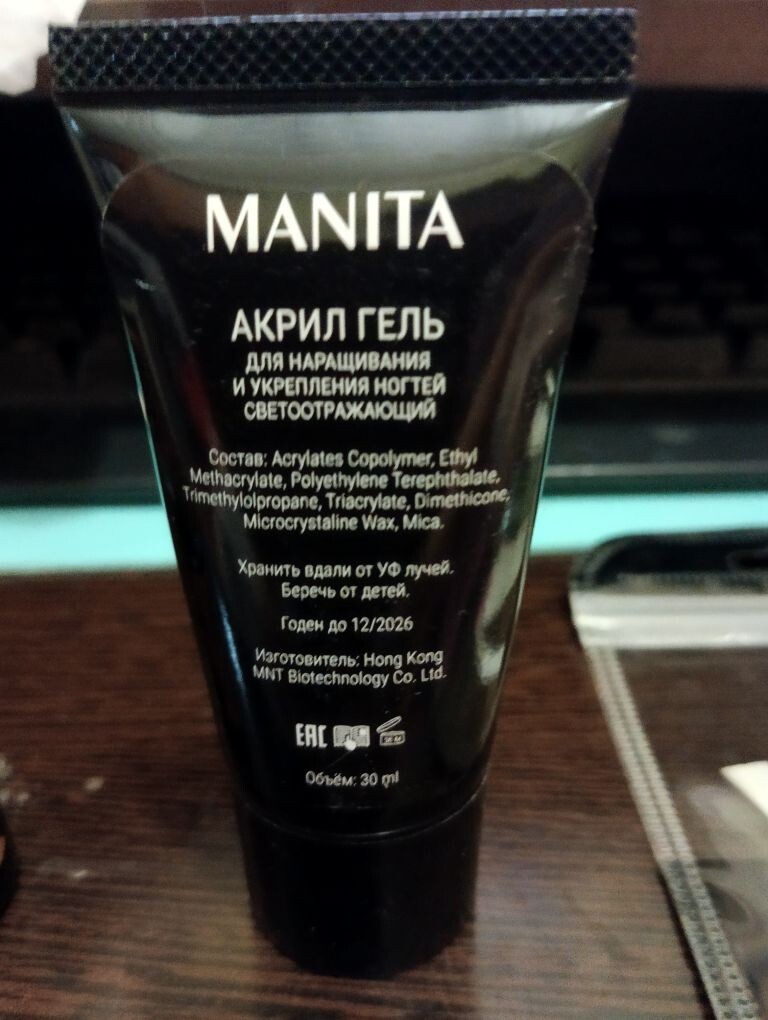 MANITA
АКРИЛ ГЕЛЬ
ДЛЯ НАРАЩИВАНИЯ
И УКРЕПЛЕНИЯ НОГТЕЙ
СВЕТООТРАЖАЮЩИЙ
Состав: Acrylates Copolymer, Ethyl
Methacrylate, Polyethylene Terephthalate,
Trimethylolpropane, Triacrylate, Dimethicone,
Microcrystaline Wax, Mica.
Хранить вдали от УФ лучей.
Беречь от детей.
Годен до 12/2026
Изготовитель: Hong Kong
MNT Biotechnology Co. Ltd.
EAC
Объём: 30 ml